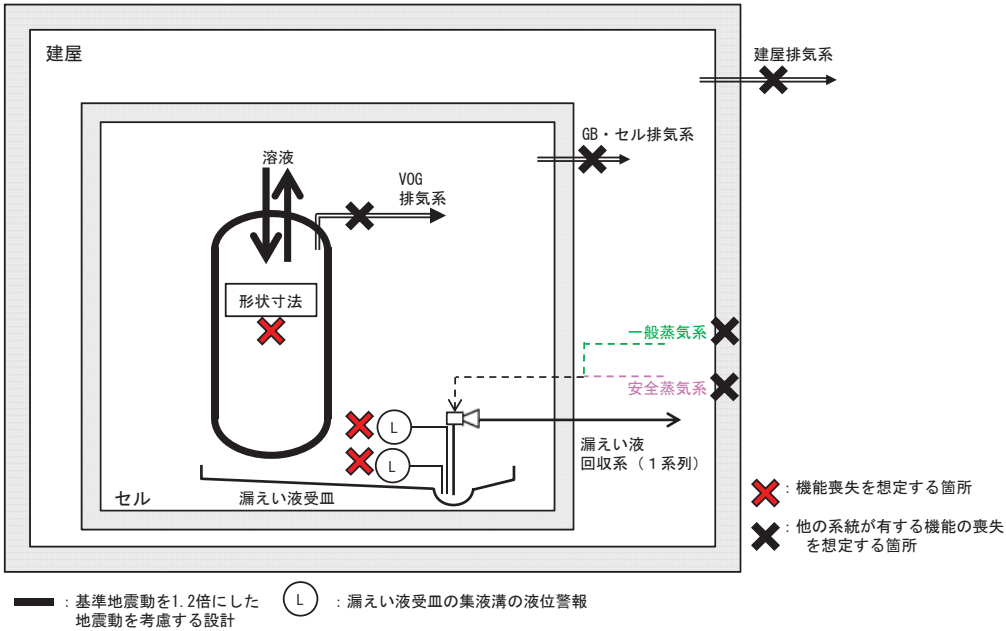 建屋
建屋排気系
GB・セル排気系
溶液
VOG
排気系
形状寸法
一般蒸気系
安全蒸気系
L
L
漏えい液
回収系（１系列）
セル
漏えい液受皿
：機能喪失を想定する箇所
：他の系統が有する機能の喪失
を想定する箇所
：基準地震動を1.2倍にした
地震動を考慮する設計
L
：漏えい液受皿の集液溝の液位警報